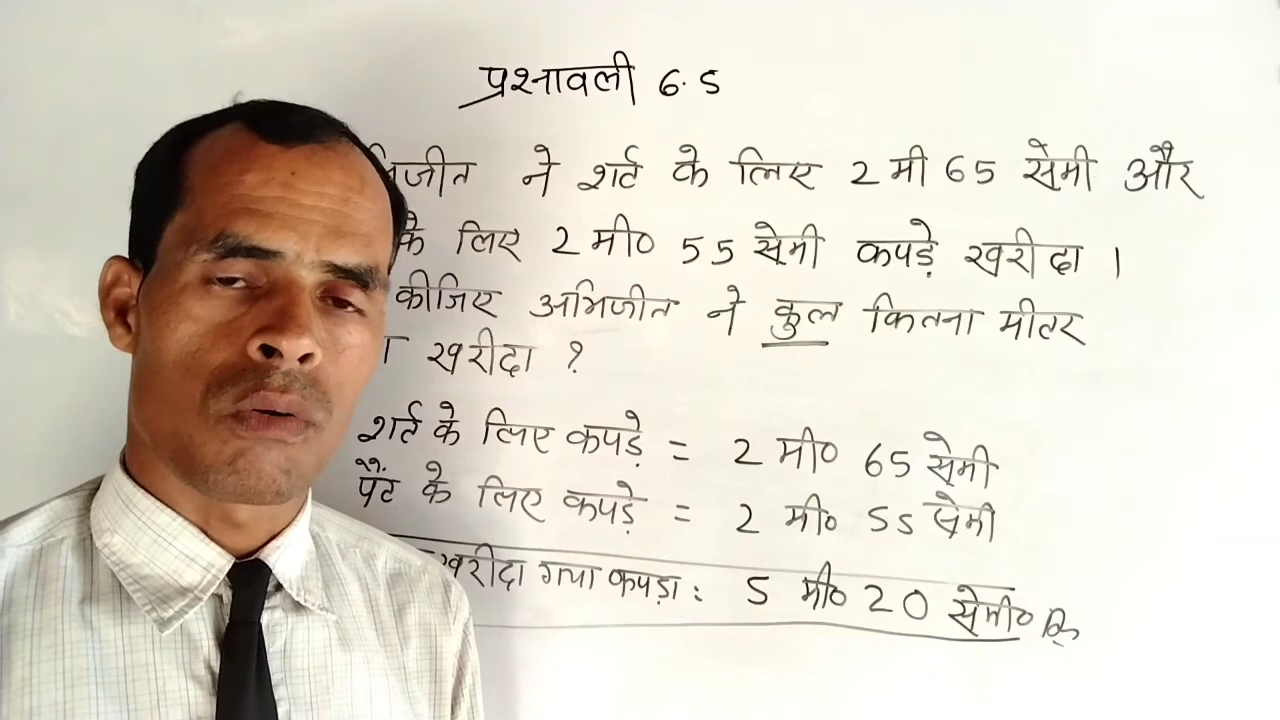 प्रश्नावली 6.5
ने शर्ट के लिए 2 मी 65 सेमी और
के लिए 2 मी० 55 सेमी कपड़े खरीदा ।
कीजिए अभिजीत ने कुल कितना मीटर
खरीदा ?
शर्ट के लिए कपड़े = 2 मी० 65 सेमी
पैंट के लिए कपड़े = 2 मी० 55 सेमी
खरीदा गया कपड़ा : 5 मी० 20 सेमी०